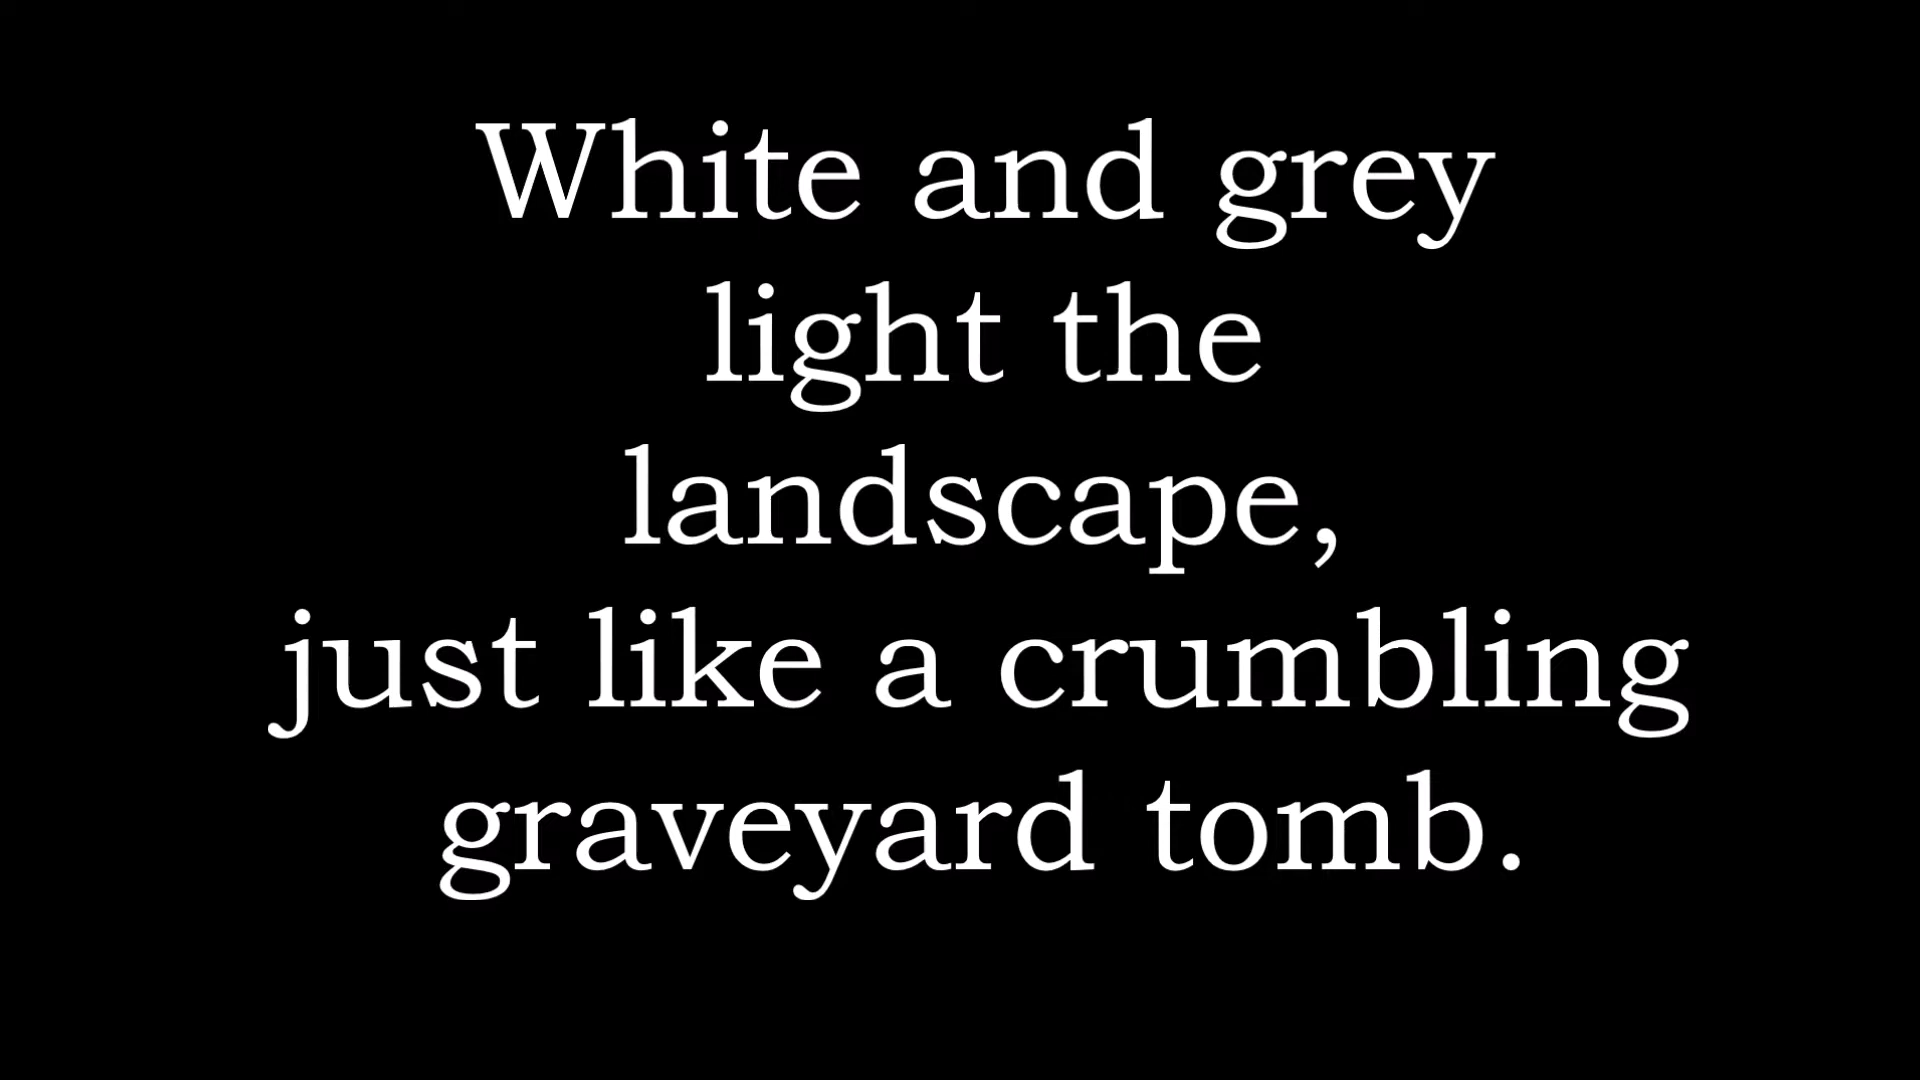 White and grey
light the
landscape,
just like a crumbling
graveyard tomb.